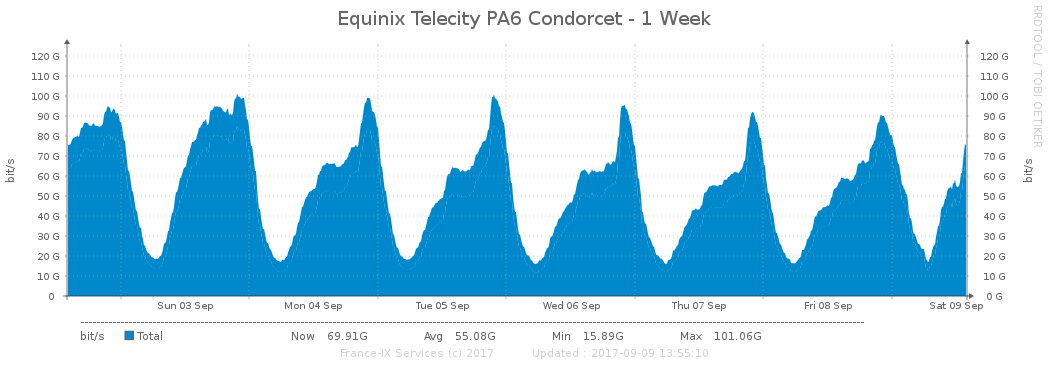 Equinix Telecity PA6 Condorcet - 1 Week
RRDTOOL / TOBI OETIKER
bit/s
120 G 120 G
110 G 110 G
100 G 100 G
90 G 90 G
80 G 80 G
70 G 70 G
60 G 60 G
50 G 50 G
40 G 40 G
30 G 30 G
20 G 20 G
10 G 10 G
0 0 G
bit/s
Sun 03 Sep Mon 04 Sep Tue 05 Sep Wed 06 Sep Thu 07 Sep Fri 08 Sep Sat 09 Sep
bit/s Total Now 69.91G Avg 55.08G Min 15.89G Max 101.06G
France-IX Services (c) 2017 Updated : 2017-09-09 13:55:10